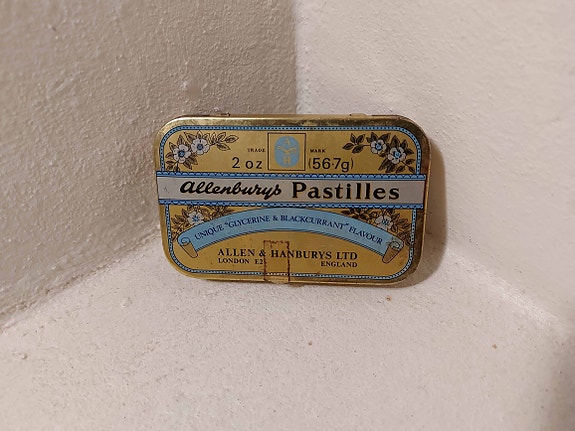 TRADE MARK
2 oz (56·7g)
Allenburys Pastilles
UNIQUE "GLYCERINE & BLACKCURRANT" FLAVOUR
ALLEN & HANBURYS LTD
LONDON E2 ENGLAND